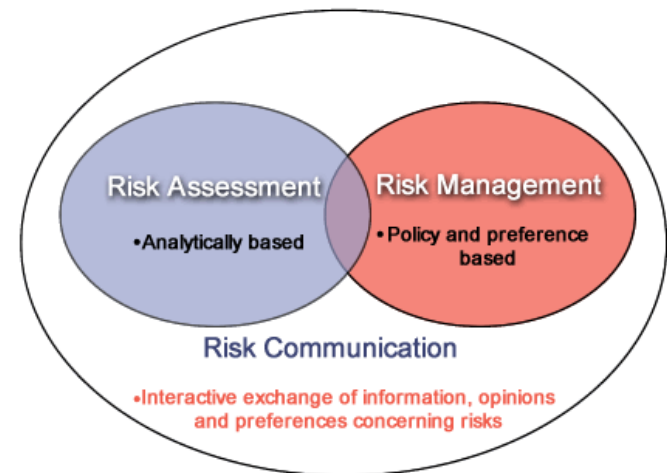 Risk Assessment
•Analytically based
Risk Management
•Policy and preference
based
Risk Communication
•Interactive exchange of information, opinions
and preferences concerning risks